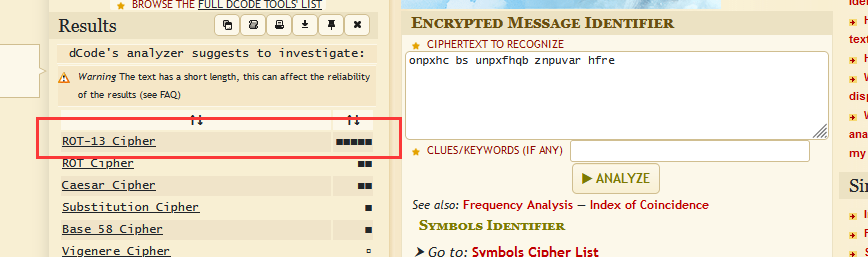 BROWSE THE FULL DCODE TOOLS' LIST
Results
dCode's analyzer suggests to investigate:
Warning The text has a short length, this can affect the reliability
of the results (see FAQ)
↑↓ ↑↓
ROT-13 Cipher ■■■■■
ROT Cipher ■■
Caesar Cipher ■■
Substitution Cipher ■
Base 58 Cipher ■
Vigenere Cipher ▫
ENCRYPTED MESSAGE IDENTIFIER
CIPHERTEXT TO RECOGNIZE
onpxhc bs unpxfhqb znpuvar hfre
CLUES/KEYWORDS (IF ANY)
▶ ANALYZE
See also: Frequency Analysis — Index of Coincidence
SYMBOLS IDENTIFIER
➤ Go to: Symbols Cipher List
text
disp
ana
my
Si